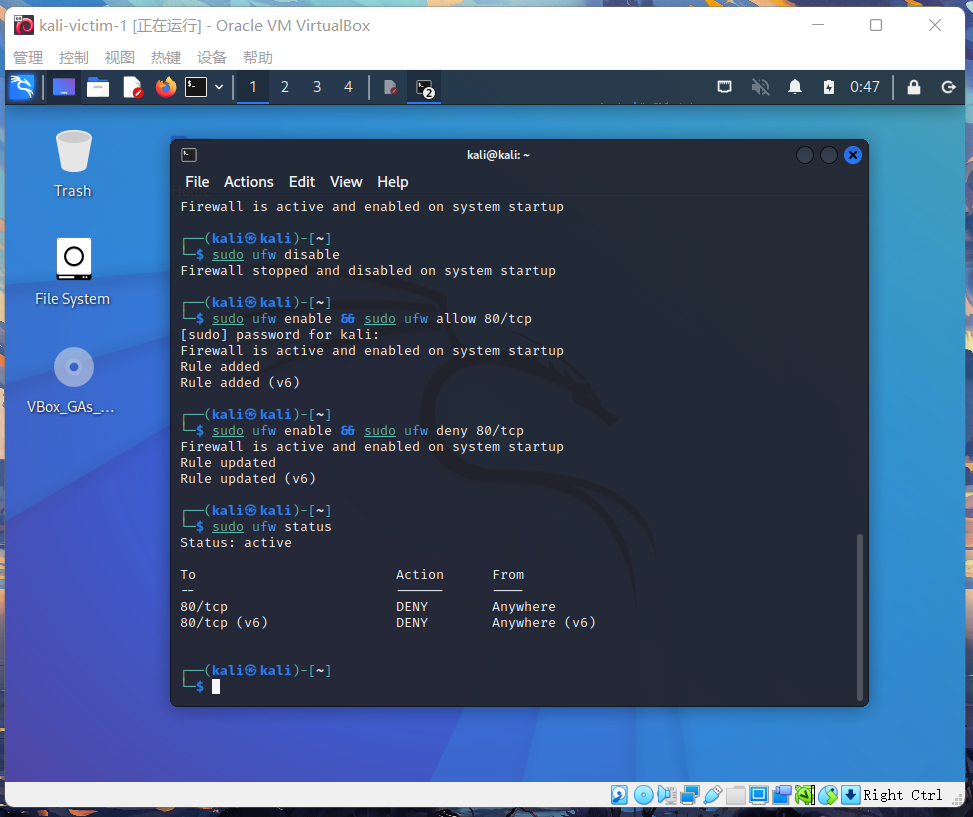 kali-victim-1 [正在运行] - Oracle VM VirtualBox
管理 控制 视图 热键 设备 帮助
1 2 3 4 2 0:47
Trash
File System
VBox_GAs_...
kali@kali: ~
File Actions Edit View Help
Firewall is active and enabled on system startup
┌──(kali㉿kali)-[~]
└─$ sudo ufw disable
Firewall stopped and disabled on system startup
┌──(kali㉿kali)-[~]
└─$ sudo ufw enable && sudo ufw allow 80/tcp
[sudo] password for kali:
Firewall is active and enabled on system startup
Rule added
Rule added (v6)
┌──(kali㉿kali)-[~]
└─$ sudo ufw enable && sudo ufw deny 80/tcp
Firewall is active and enabled on system startup
Rule updated
Rule updated (v6)
┌──(kali㉿kali)-[~]
└─$ sudo ufw status
Status: active
To Action From
-- ------ ----
80/tcp DENY Anywhere
80/tcp (v6) DENY Anywhere (v6)
┌──(kali㉿kali)-[~]
└─$
Right Ctrl